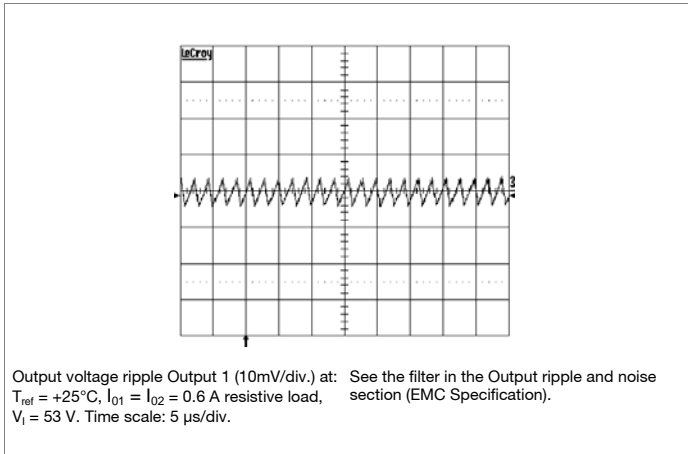 LeCroy
3
Output voltage ripple Output 1 (10mV/div.) at:
T_ref = +25°C, I_01 = I_02 = 0.6 A resistive load,
V_I = 53 V. Time scale: 5 µs/div.
See the filter in the Output ripple and noise
section (EMC Specification).